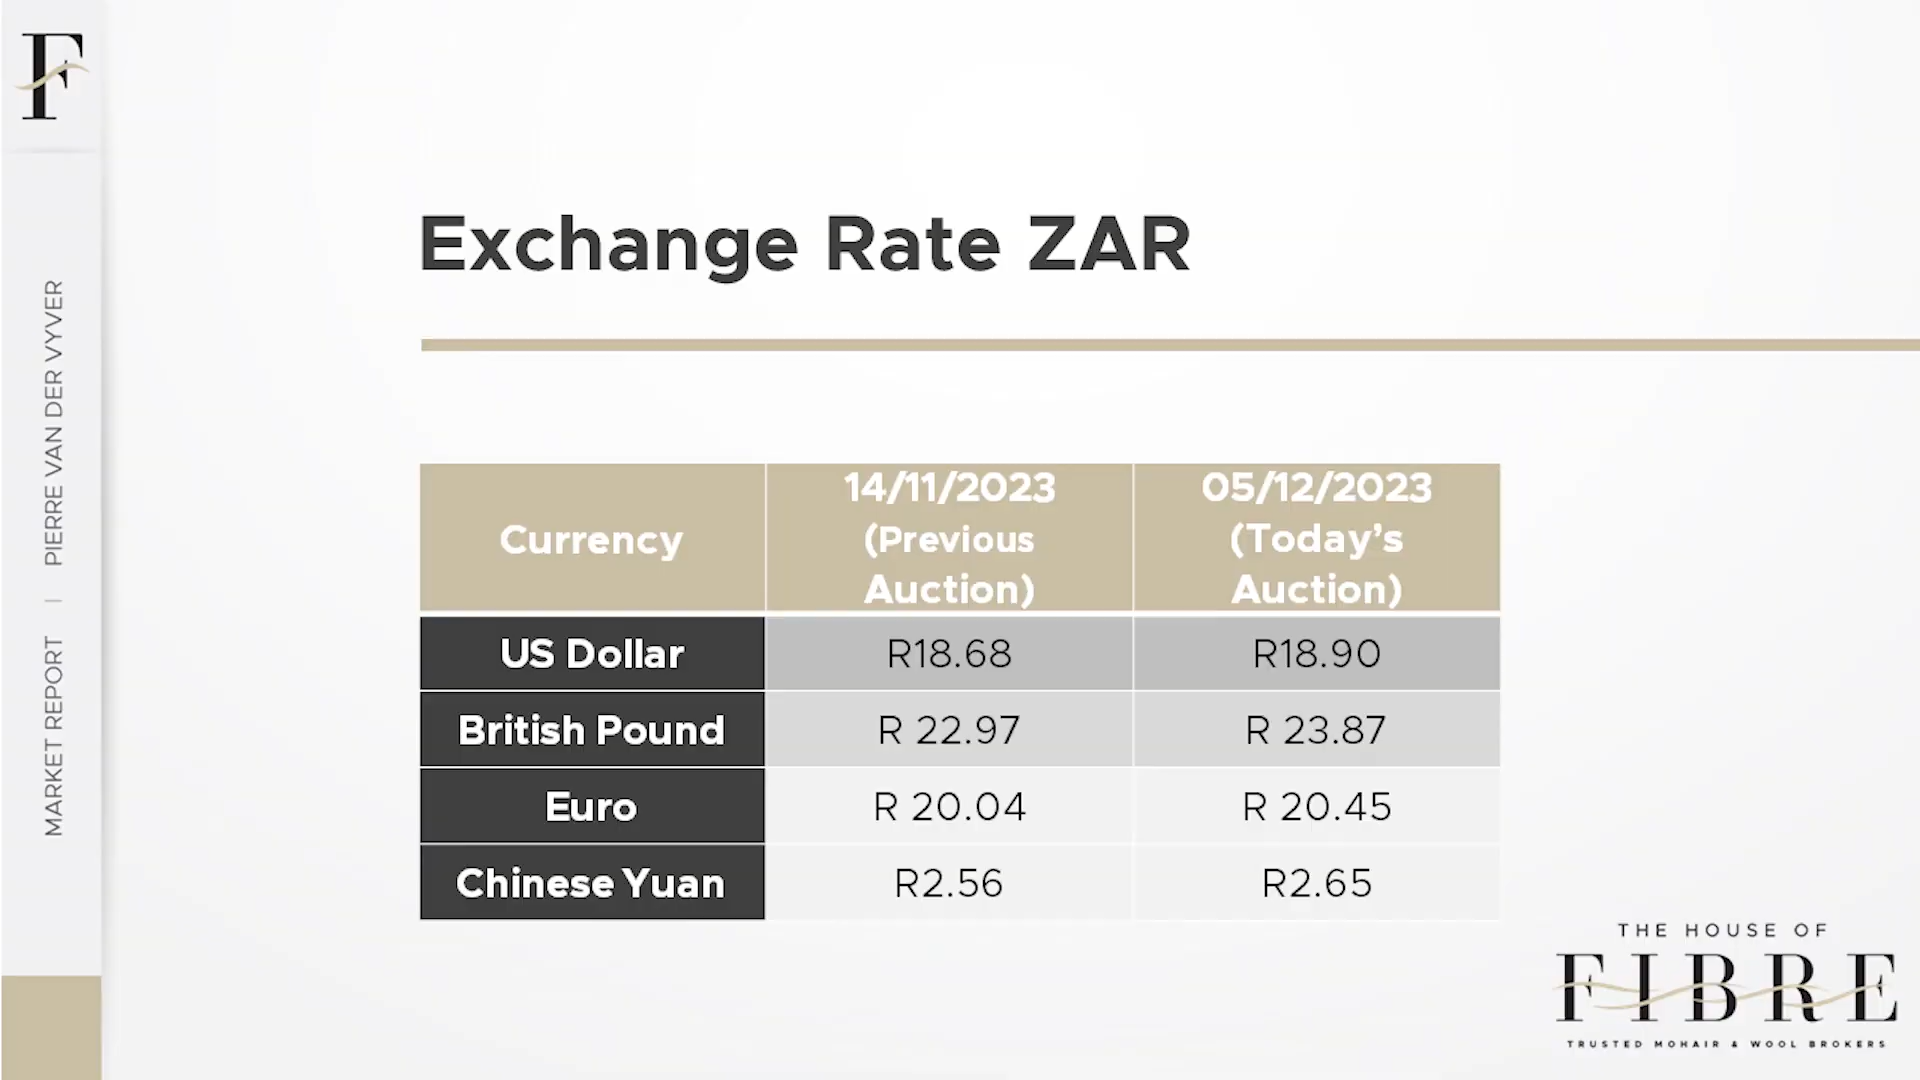 F
MARKET REPORT | PIERRE VAN DER VYVER
Exchange Rate ZAR
Currency
14/11/2023
(Previous
Auction)
05/12/2023
(Today’s
Auction)
US Dollar R18.68 R18.90
British Pound R 22.97 R 23.87
Euro R 20.04 R 20.45
Chinese Yuan R2.56 R2.65
THE HOUSE OF
FIBRE
TRUSTED MOHAIR & WOOL BROKERS